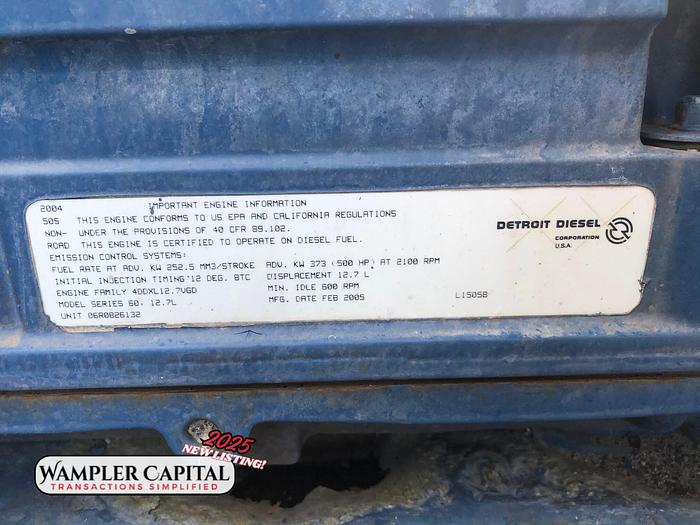 2004 IMPORTANT ENGINE INFORMATION
50S THIS ENGINE CONFORMS TO US EPA AND CALIFORNIA REGULATIONS
NON- UNDER THE PROVISIONS OF 40 CFR 89.102.
ROAD THIS ENGINE IS CERTIFIED TO OPERATE ON DIESEL FUEL.
EMISSION CONTROL SYSTEMS:
FUEL RATE AT ADV. KW 252.5 MM3/STROKE ADV. KW 373 (500 HP) AT 2100 RPM
INITIAL INJECTION TIMING 12 DEG. BTC DISPLACEMENT 12.7 L
ENGINE FAMILY 4DDXL12.7VGD MIN. IDLE 600 RPM
MODEL SERIES 60. 12.7L MFG. DATE FEB 2005 L1505B
UNIT 06R0826132
DETROIT DIESEL
CORPORATION
U.S.A.
2025
NEW LISTING!
WAMPLER CAPITAL
TRANSACTIONS SIMPLIFIED